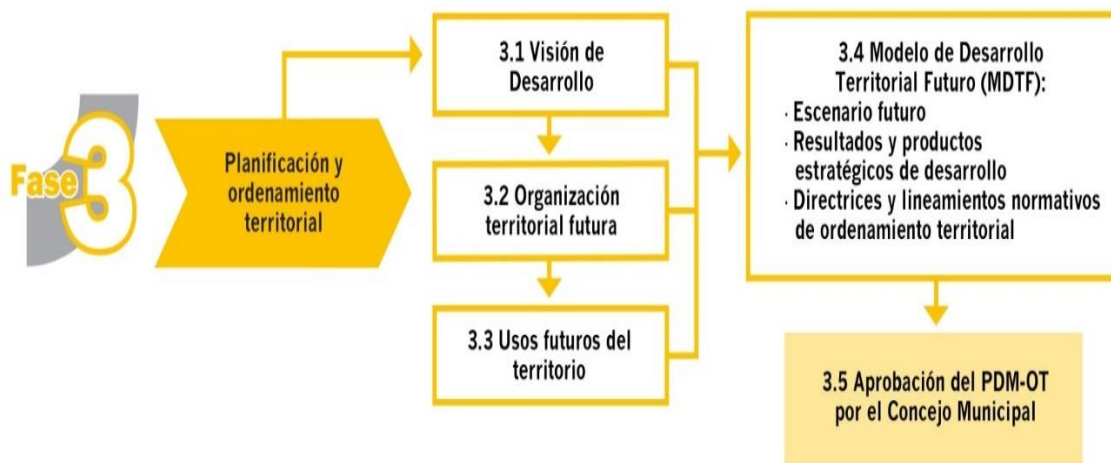 Fase 3
Planificación y
ordenamiento
territorial
3.1 Visión de
Desarrollo
3.2 Organización
territorial futura
3.3 Usos futuros del
territorio
3.4 Modelo de Desarrollo
Territorial Futuro (MDTF):
· Escenario futuro
· Resultados y productos
estratégicos de desarrollo
· Directrices y lineamientos normativos
de ordenamiento territorial
3.5 Aprobación del PDM-OT
por el Concejo Municipal